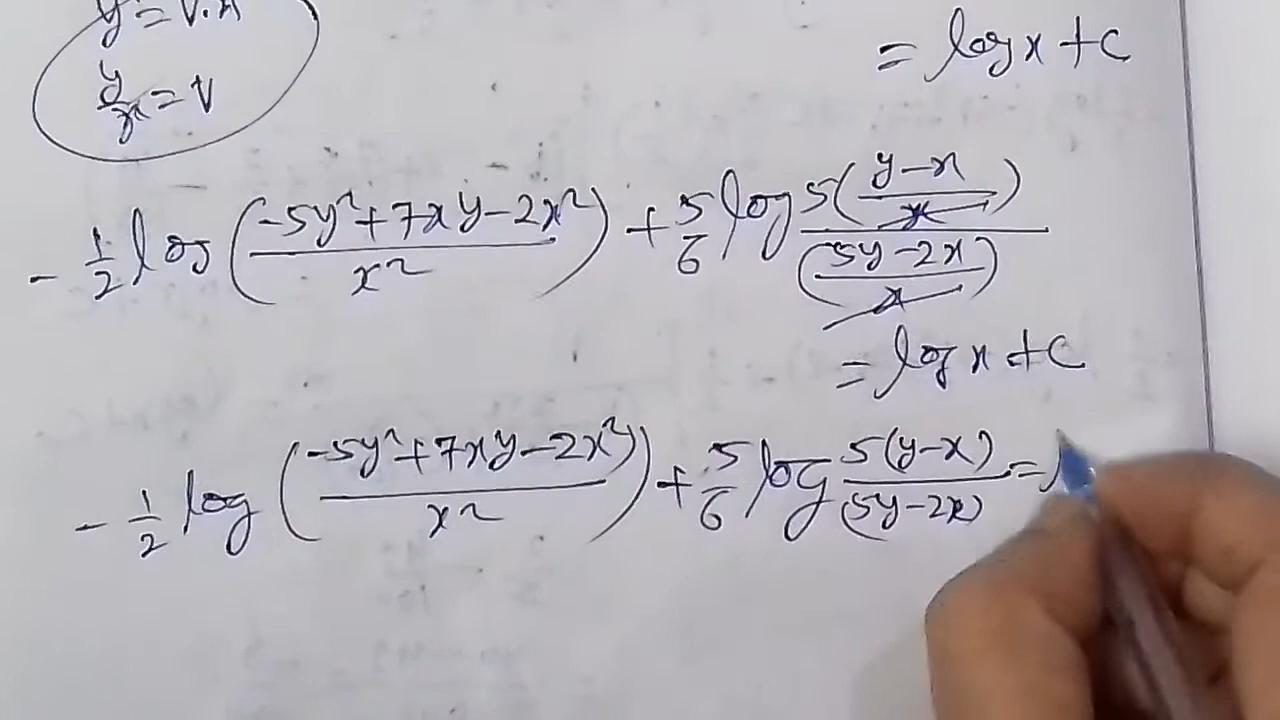 y = v.x
= log x + c
y/x = v
- 1/2 log ((-5y² + 7xy - 2x²)/x²) + 5/6 log (5((y-x)/x))/((5y-2x)/x)
= log x + c
- 1/2 log ((-5y² + 7xy - 2x²)/x²) + 5/6 log 5(y-x)/(5y-2x) =